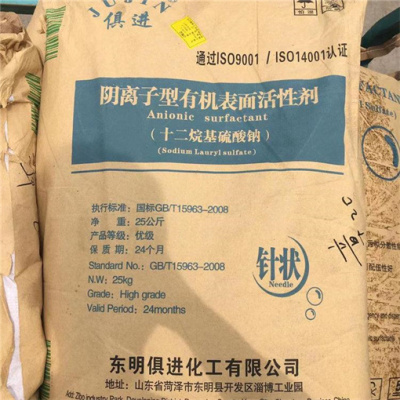 JUJIN
俱进
通过ISO9001 / ISO14001认证
阴离子型有机表面活性剂
Anionic surfactant
(十二烷基硫酸钠)
(Sodium Lauryl sulfate)
执行标准: 国标GB/T15963-2008
净 重: 25公斤
产品等级: 优级
保 质 期: 24个月
Standard No.: GB/T15963-2008
N.W: 25kg
Grade: High grade
Valid Period: 24months
针状
Needle
东明俱进化工有限公司
地址: 山东省菏泽市东明县开发区淄博工业园